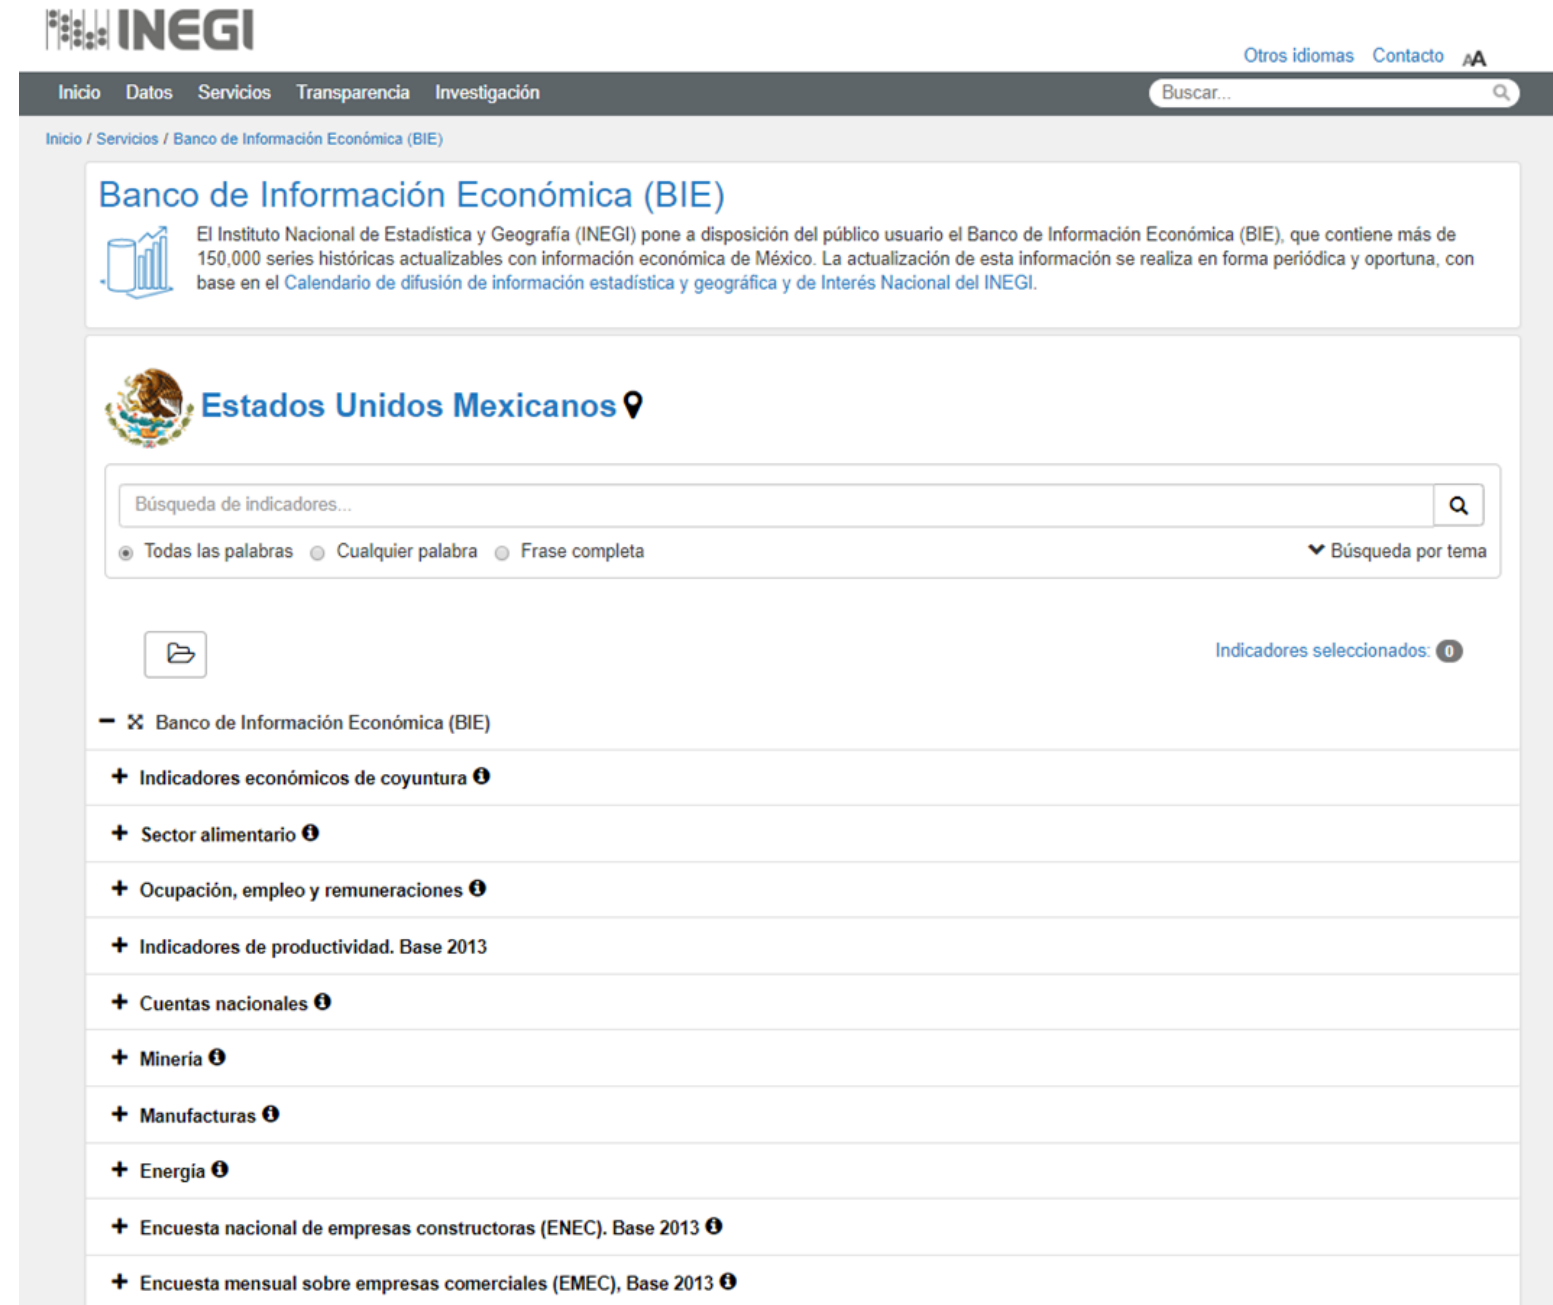 INEGI
Otros idiomas Contacto AA
Inicio Datos Servicios Transparencia Investigación Buscar...
Inicio / Servicios / Banco de Información Económica (BIE)
Banco de Información Económica (BIE)
El Instituto Nacional de Estadística y Geografía (INEGI) pone a disposición del público usuario el Banco de Información Económica (BIE), que contiene más de
150,000 series históricas actualizables con información económica de México. La actualización de esta información se realiza en forma periódica y oportuna, con
base en el Calendario de difusión de información estadística y geográfica y de Interés Nacional del INEGI.
Estados Unidos Mexicanos
Búsqueda de indicadores...
Todas las palabras Cualquier palabra Frase completa Búsqueda por tema
Indicadores seleccionados: 0
Banco de Información Económica (BIE)
Indicadores económicos de coyuntura
Sector alimentario
Ocupación, empleo y remuneraciones
Indicadores de productividad. Base 2013
Cuentas nacionales
Minería
Manufacturas
Energía
Encuesta nacional de empresas constructoras (ENEC). Base 2013
Encuesta mensual sobre empresas comerciales (EMEC), Base 2013